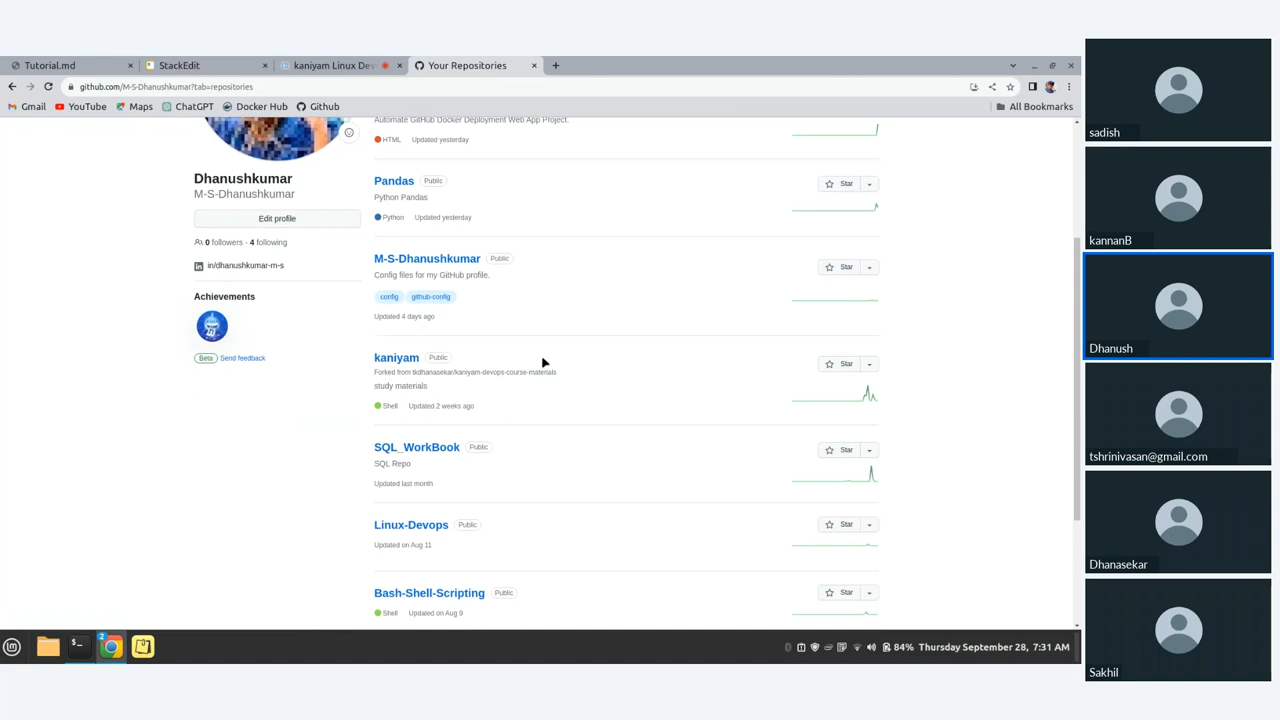 Tutorial.md
StackEdit
kaniyam Linux Dev
Your Repositories
github.com/M-S-Dhanushkumar?tab=repositories
Gmail
YouTube
Maps
ChatGPT
Docker Hub
Github
All Bookmarks
Automate GitHub Docker Deployment Web App Project.
HTML Updated yesterday
Dhanushkumar
M-S-Dhanushkumar
Edit profile
0 followers · 4 following
in/dhanushkumar-m-s
Achievements
Beta Send feedback
Pandas Public
Star
Python Pandas
Python Updated yesterday
M-S-Dhanushkumar Public
Star
Config files for my GitHub profile.
config github-config
Updated 4 days ago
kaniyam Public
Star
Forked from tkdhanasekar/kaniyam-devops-course-materials
study materials
Shell Updated 2 weeks ago
SQL_WorkBook Public
Star
SQL Repo
Updated last month
Linux-Devops Public
Star
Updated on Aug 11
Bash-Shell-Scripting Public
Star
Shell Updated on Aug 9
2
84% Thursday September 28, 7:31 AM
sadish
kannanB
Dhanush
tshrinivasan@gmail.com
Dhanasekar
Sakhil